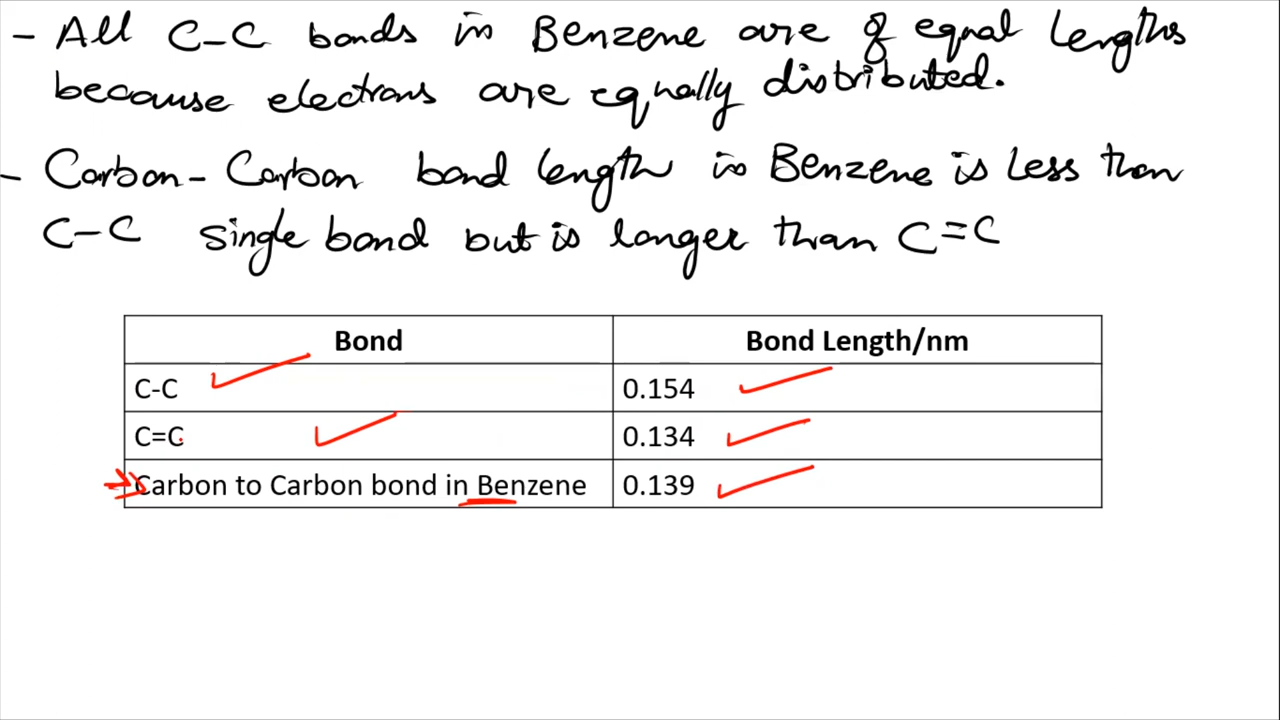 - All C-C bonds in Benzene are of equal lengths
because electrons are equally distributed.
- Carbon-Carbon bond length in Benzene is less than
C-C single bond but is longer than C=C
Bond Bond Length/nm
C-C 0.154
C=C 0.134
Carbon to Carbon bond in Benzene 0.139